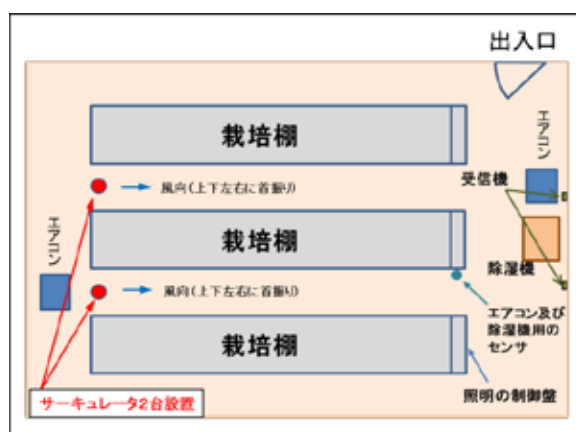 出入口
エアコン
栽培棚
受信機
風向(上下左右に首振り)
エアコン
栽培棚
除湿機
風向(上下左右に首振り)
エアコン及び
除湿機用の
センサ
栽培棚
照明の制御盤
サーキュレータ2台設置